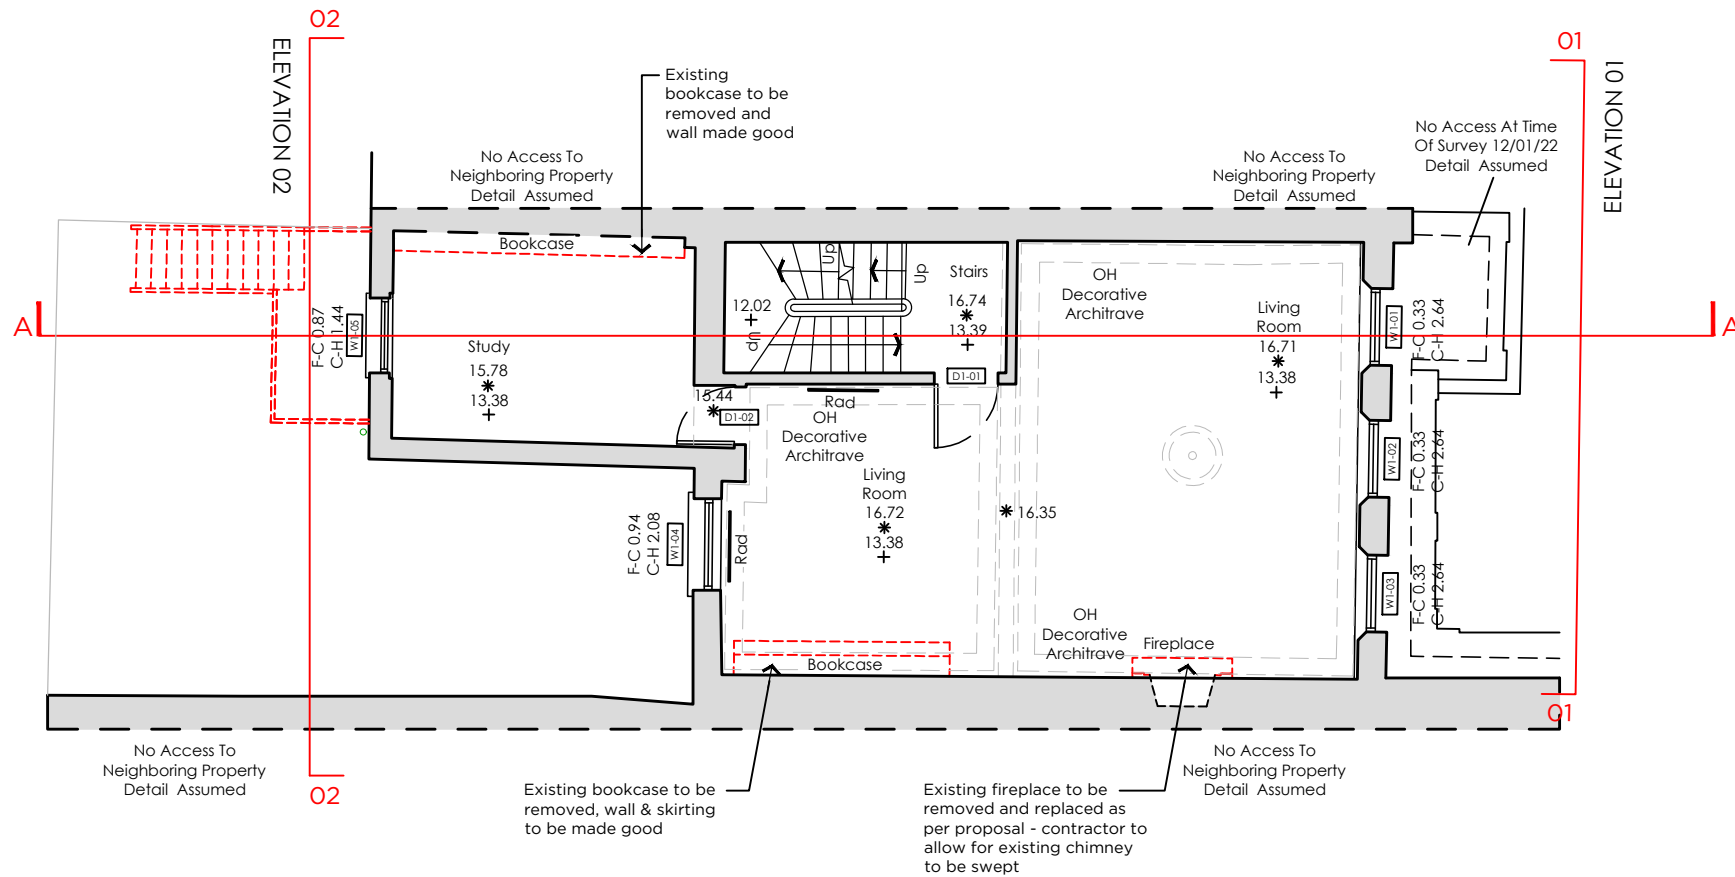 02
01
ELEVATION 02
ELEVATION 01
Existing
bookcase to be
removed and
wall made good
No Access To
Neighboring Property
Detail Assumed
No Access To
Neighboring Property
Detail Assumed
No Access At Time
Of Survey 12/01/22
Detail Assumed
Bookcase
Up
Up
Stairs
16.74
13.39
12.02
Up
OH
Decorative
Architrave
Living
Room
16.71
13.38
W1-01
F-C 0.33
C-H 2.64
A
A
F-C 0.87
C-H 1.44
W1-05
Study
15.78
13.38
15.44
D1-02
D1-01
Rad
OH
Decorative
Architrave
Living
Room
16.72
13.38
16.35
W1-02
F-C 0.33
C-H 2.64
F-C 0.94
C-H 2.08
W1-04
Rad
W1-03
F-C 0.33
C-H 2.64
OH
Decorative
Architrave
Fireplace
Bookcase
01
No Access To
Neighboring Property
Detail Assumed
02
Existing bookcase to be
removed, wall & skirting
to be made good
Existing fireplace to be
removed and replaced as
per proposal - contractor to
allow for existing chimney
to be swept
No Access To
Neighboring Property
Detail Assumed